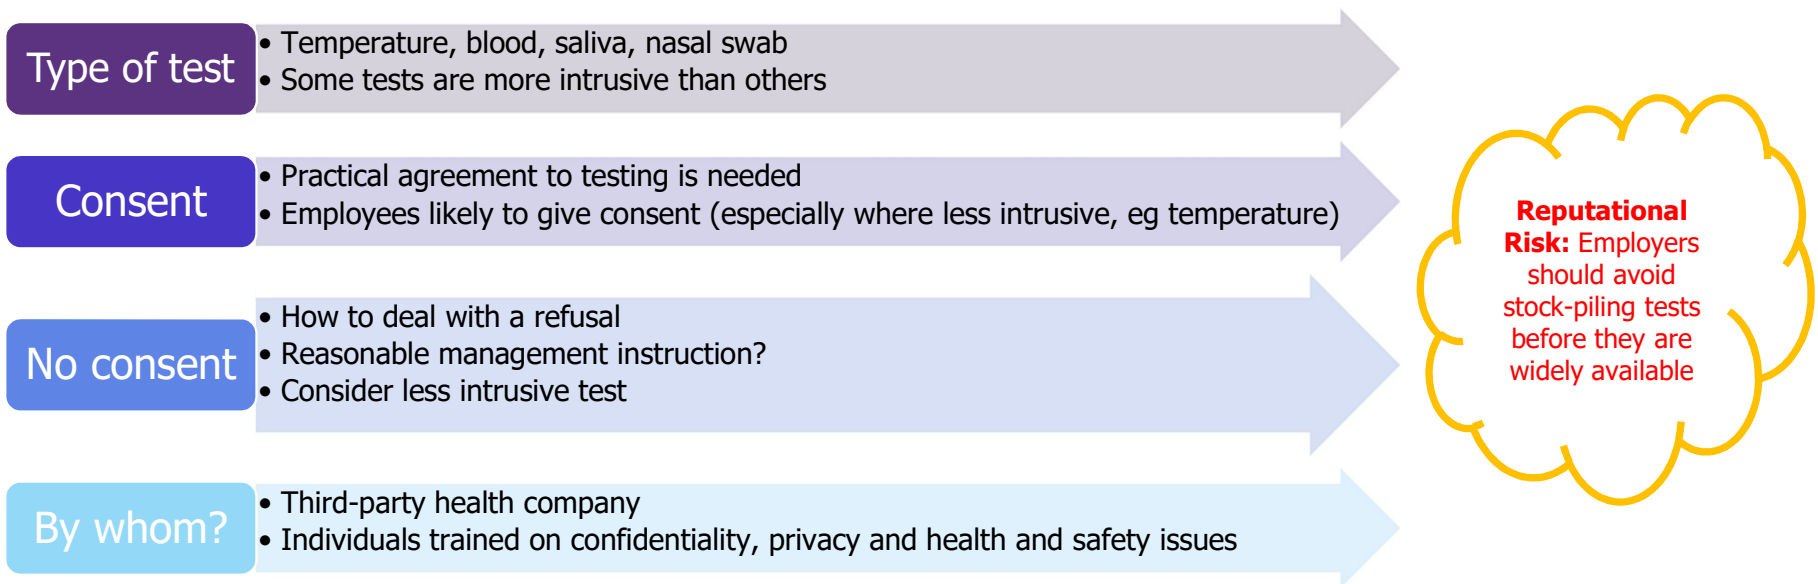 Type of test
• Temperature, blood, saliva, nasal swab
• Some tests are more intrusive than others
Consent
• Practical agreement to testing is needed
• Employees likely to give consent (especially where less intrusive, eg temperature)
No consent
• How to deal with a refusal
• Reasonable management instruction?
• Consider less intrusive test
By whom?
• Third-party health company
• Individuals trained on confidentiality, privacy and health and safety issues
Reputational
Risk: Employers
should avoid
stock-piling tests
before they are
widely available